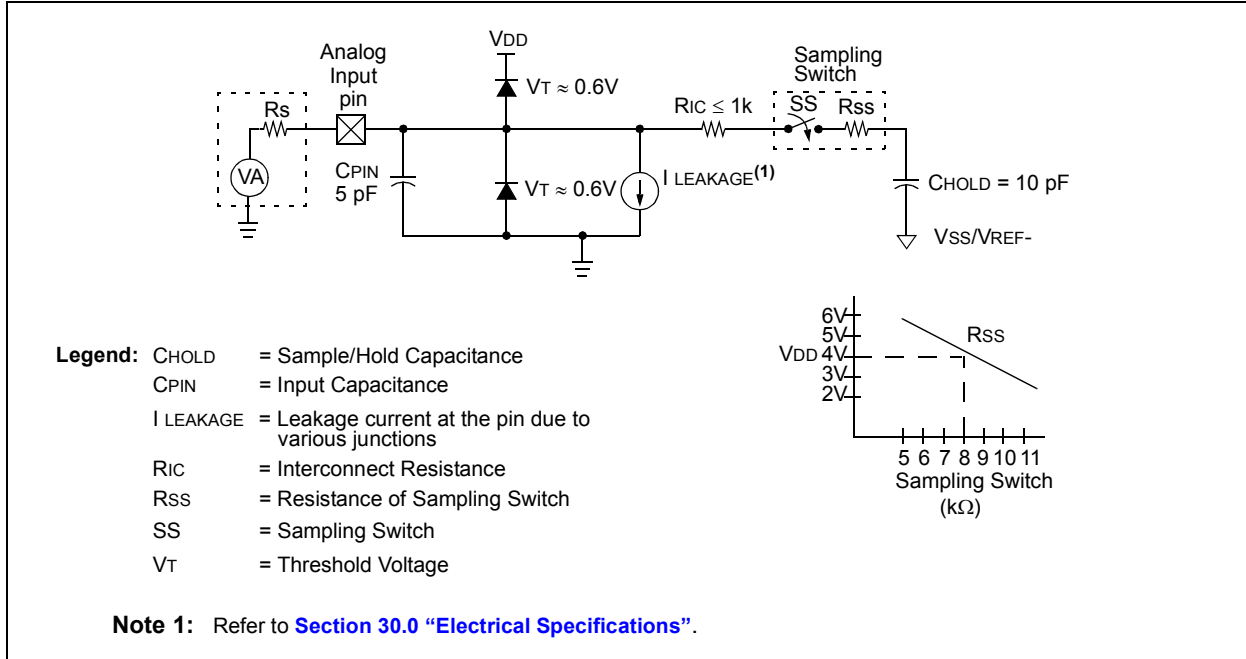 VDD
Analog
Input
pin
Sampling
Switch
VT ≈ 0.6V
Rs
RIC ≤ 1k
SS
Rss
VA
CPIN
5 pF
VT ≈ 0.6V
I LEAKAGE(1)
CHOLD = 10 pF
VSS/VREF-
6V
5V
VDD 4V
3V
2V
RSS
5 6 7 8 9 10 11
Sampling Switch
(kΩ)
Legend: CHOLD = Sample/Hold Capacitance
CPIN = Input Capacitance
I LEAKAGE = Leakage current at the pin due to
various junctions
RIC = Interconnect Resistance
RSS = Resistance of Sampling Switch
SS = Sampling Switch
VT = Threshold Voltage
Note 1: Refer to Section 30.0 “Electrical Specifications”.